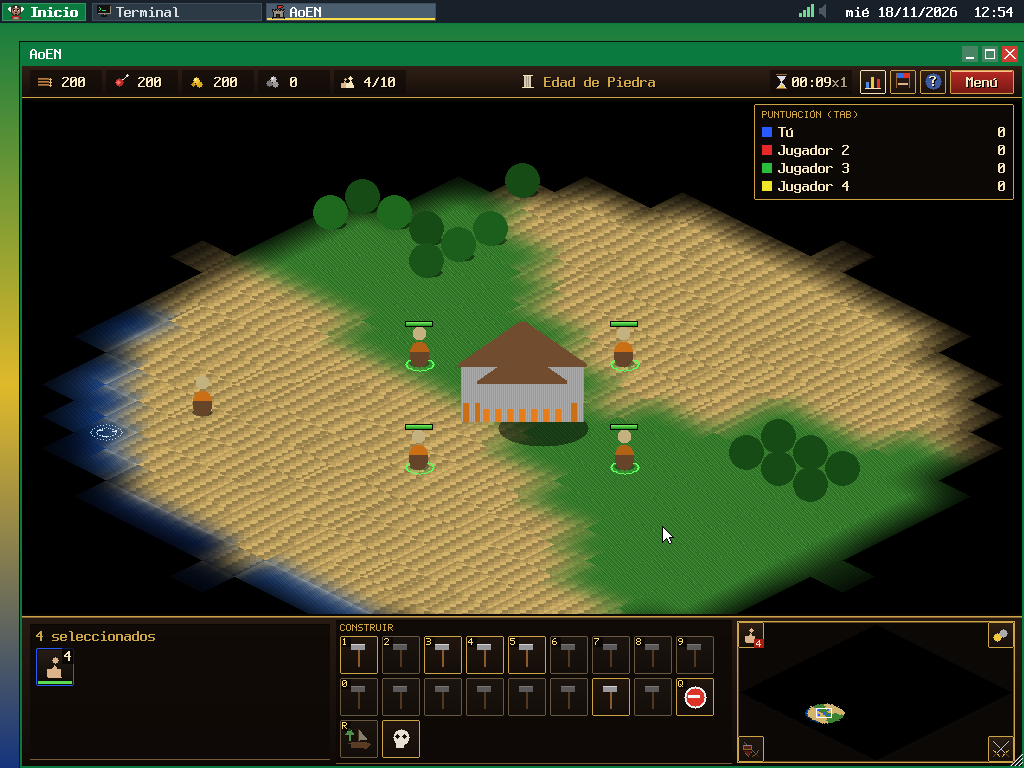 Inicio Terminal AoEN mié 18/11/2026 12:54
AoEN
200 200 200 0 4/10 Edad de Piedra 00:09x1 ? Menú
PUNTUACIÓN (TAB)
Tú 0
Jugador 2 0
Jugador 3 0
Jugador 4 0
4 seleccionados
4
CONSTRUIR
1 2 3 4 5 6 7 8 9
0 Q
R
4